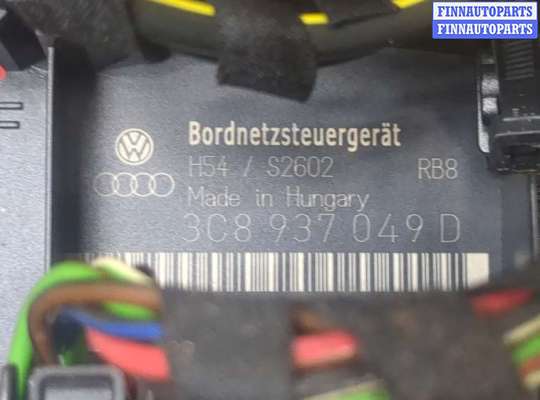 FINNAUTOPARTS
FINNAUTOPARTS
Bordnetzsteuergerät
H54 / S2602 RB8
Made in Hungary
3C8 937 049 D